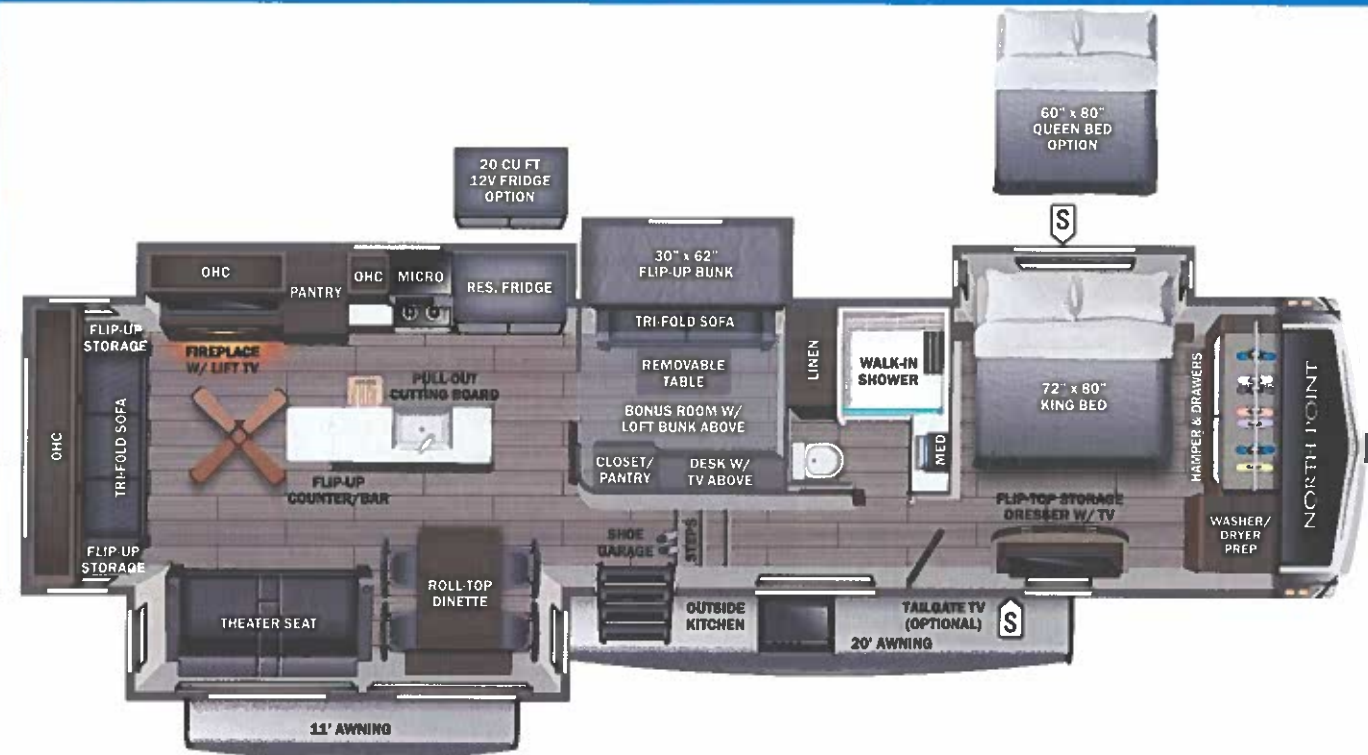 60" x 80"
QUEEN BED
OPTION
20 CU FT
12V FRIDGE
OPTION
S
30" x 62"
FLIP-UP BUNK
OHC
PANTRY
OHC
MICRO
RES. FRIDGE
FLIP-UP
STORAGE
FIREPLACE
W/ LIFT TV
TRI-FOLD SOFA
REMOVABLE
TABLE
LINEN
WALK-IN
SHOWER
72" x 80"
KING BED
HAMPER & DRAWERS
NORTH POINT
OHC
TRI-FOLD SOFA
PULL-OUT
CUTTING BOARD
BONUS ROOM W/
LOFT BUNK ABOVE
CLOSET/
PANTRY
DESK W/
TV ABOVE
MED
FLIP-UP
COUNTER/BAR
FLIP-TOP STORAGE
DRESSER W/ TV
WASHER/
DRYER
PREP
FLIP-UP
STORAGE
SHOE
GARAGE
STEPS
ROLL-TOP
DINETTE
THEATER SEAT
OUTSIDE
KITCHEN
TAILGATE TV
(OPTIONAL)
S
20' AWNING
11' AWNING